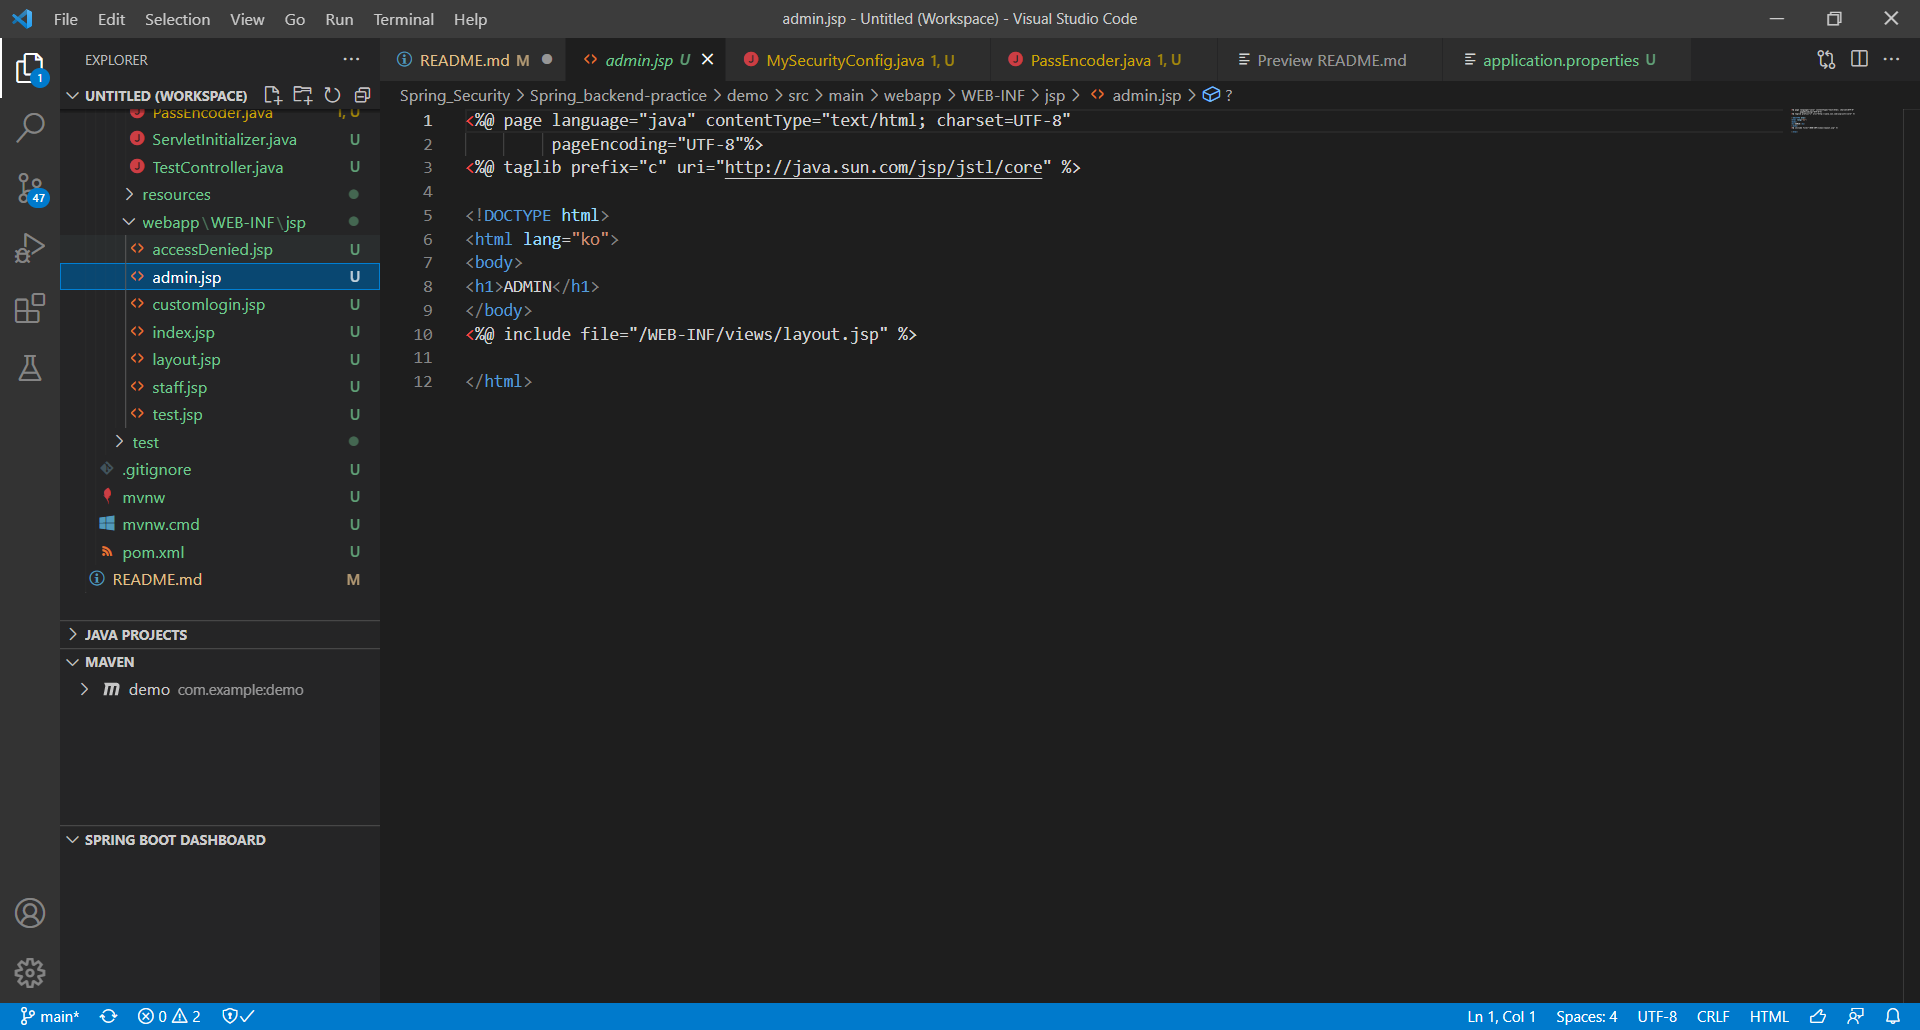 File Edit Selection View Go Run Terminal Help
admin.jsp - Untitled (Workspace) - Visual Studio Code
EXPLORER
README.md M
admin.jsp U
MySecurityConfig.java 1, U
PassEncoder.java 1, U
Preview README.md
application.properties U
1
47
UNTITLED (WORKSPACE)
PassEncoder.java 1, U
ServletInitializer.java U
TestController.java U
resources
webapp\WEB-INF\jsp
accessDenied.jsp U
admin.jsp U
customlogin.jsp U
index.jsp U
layout.jsp U
staff.jsp U
test.jsp U
test
.gitignore U
mvnw U
mvnw.cmd U
pom.xml U
README.md M
JAVA PROJECTS
MAVEN
m demo com.example:demo
SPRING BOOT DASHBOARD
Spring_Security > Spring_backend-practice > demo > src > main > webapp > WEB-INF > jsp > admin.jsp > ?
1 <%@ page language="java" contentType="text/html; charset=UTF-8"
2 pageEncoding="UTF-8"%>
3 <%@ taglib prefix="c" uri="http://java.sun.com/jsp/jstl/core" %>
4
5 <!DOCTYPE html>
6 <html lang="ko">
7 <body>
8 <h1>ADMIN</h1>
9 </body>
10 <%@ include file="/WEB-INF/views/layout.jsp" %>
11
12 </html>
main* 0 2
Ln 1, Col 1 Spaces: 4 UTF-8 CRLF HTML